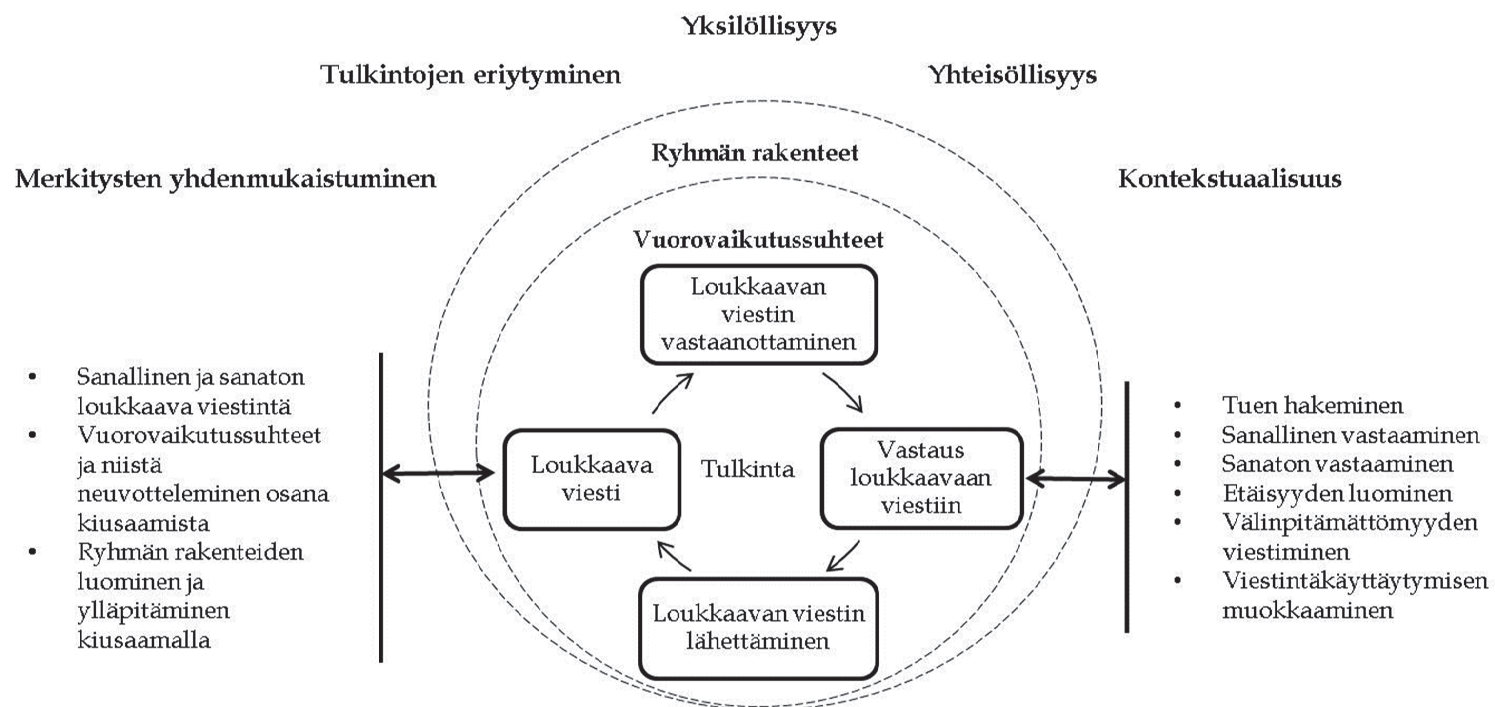 Yksilöllisyys
Tulkintojen eriytyminen
Yhteisöllisyys
Ryhmän rakenteet
Merkitysten yhdenmukaistuminen
Kontekstuaalisuus
Vuorovaikutussuhteet
Loukkaavan
viestin
vastaanottaminen
• Sanallinen ja sanaton
loukkaava viestintä
• Vuorovaikutussuhteet
ja niistä
neuvotteleminen osana
kiusaamista
• Ryhmän rakenteiden
luominen ja
ylläpitäminen
kiusaamalla
Loukkaava
viesti
Tulkinta
Vastaus
loukkaavaan
viestiin
Loukkaavan viestin
lähettäminen
• Tuen hakeminen
• Sanallinen vastaaminen
• Sanaton vastaaminen
• Etäisyyden luominen
• Välinpitämättömyyden
viestiminen
• Viestintäkäyttäytymisen
muokkaaminen